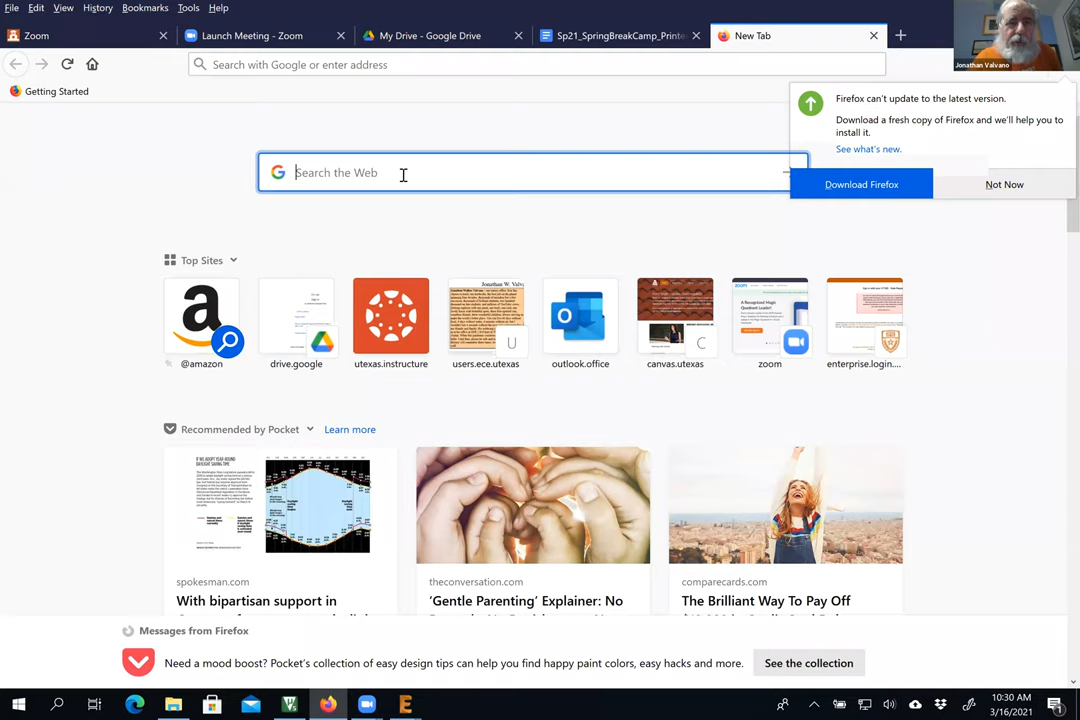 File Edit View History Bookmarks Tools Help
Zoom
Launch Meeting - Zoom
My Drive - Google Drive
Sp21_SpringBreakCamp_Printe
New Tab
Search with Google or enter address
Jonathan Valvano
Getting Started
Firefox can't update to the latest version.
Download a fresh copy of Firefox and we'll help you to
install it.
See what's new.
Download Firefox
Not Now
Search the Web
Top Sites
@amazon
drive.google
utexas.instructure
users.ece.utexas
outlook.office
canvas.utexas
zoom
enterprise.login....
Recommended by Pocket
Learn more
spokesman.com
With bipartisan support in
theconversation.com
'Gentle Parenting' Explainer: No
comparecards.com
The Brilliant Way To Pay Off
Messages from Firefox
Need a mood boost? Pocket's collection of easy design tips can help you find happy paint colors, easy hacks and more.
See the collection
10:30 AM
3/16/2021